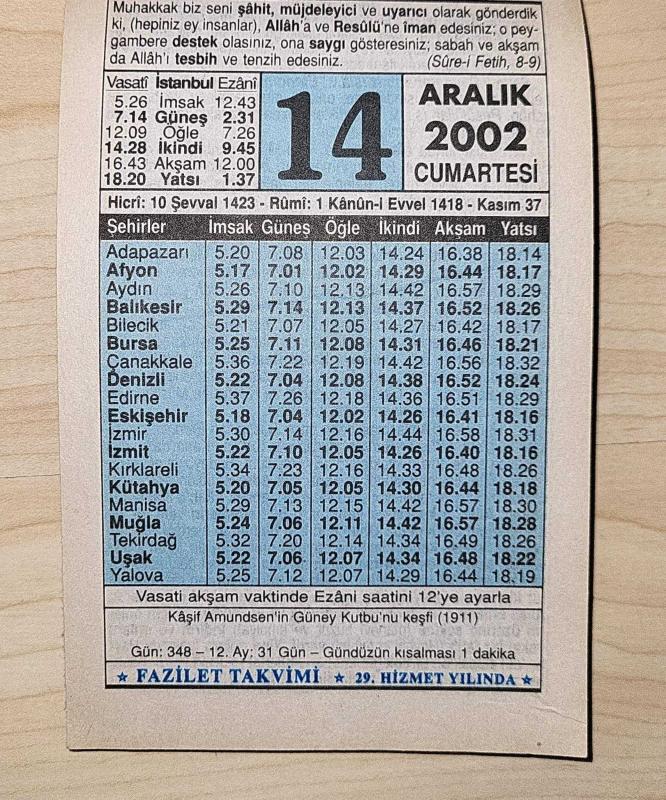 Muhakkak biz seni şâhit, müjdeleyici ve uyarıcı olarak gönderdik
ki, (hepiniz ey insanlar), Allâh'a ve Resûlü'ne îman edesiniz; o pey-
gambere destek olasınız, ona saygı gösteresiniz; sabah ve akşam
da Allâh'ı tesbih ve tenzih edesiniz. (Sûre-i Fetih, 8-9)
Vasatî İstanbul Ezânî
5.26 İmsak 12.43
7.14 Güneş 2.31
12.09 Öğle 7.26
14.28 İkindi 9.45
16.43 Akşam 12.00
18.20 Yatsı 1.37
14
ARALIK
2002
CUMARTESİ
Hicrî: 10 Şevval 1423 - Rûmî: 1 Kânûn-i Evvel 1418 - Kasım 37
Şehirler İmsak Güneş Öğle İkindi Akşam Yatsı
Adapazarı 5.20 7.08 12.03 14.24 16.38 18.14
Afyon 5.17 7.01 12.02 14.29 16.44 18.17
Aydın 5.26 7.10 12.13 14.42 16.57 18.29
Balıkesir 5.29 7.14 12.13 14.37 16.52 18.26
Bilecik 5.21 7.07 12.05 14.27 16.42 18.17
Bursa 5.25 7.11 12.08 14.31 16.46 18.21
Çanakkale 5.36 7.22 12.19 14.42 16.56 18.32
Denizli 5.22 7.04 12.08 14.38 16.52 18.24
Edirne 5.37 7.26 12.18 14.36 16.51 18.29
Eskişehir 5.18 7.04 12.02 14.26 16.41 18.16
İzmir 5.30 7.14 12.16 14.44 16.58 18.31
İzmit 5.22 7.10 12.05 14.26 16.40 18.16
Kırklareli 5.34 7.23 12.16 14.33 16.48 18.26
Kütahya 5.20 7.05 12.05 14.30 16.44 18.18
Manisa 5.29 7.13 12.15 14.42 16.57 18.30
Muğla 5.24 7.06 12.11 14.42 16.57 18.28
Tekirdağ 5.32 7.20 12.14 14.34 16.49 18.26
Uşak 5.22 7.06 12.07 14.34 16.48 18.22
Yalova 5.25 7.12 12.07 14.29 16.44 18.19
Vasati akşam vaktinde Ezâni saatini 12'ye ayarla
Kâşif Amundsen'in Güney Kutbu'nu keşfi (1911)
Gün: 348 – 12. Ay: 31 Gün – Gündüzün kısalması 1 dakika
★ FAZİLET TAKVİMİ ★ 29. HİZMET YILINDA ★